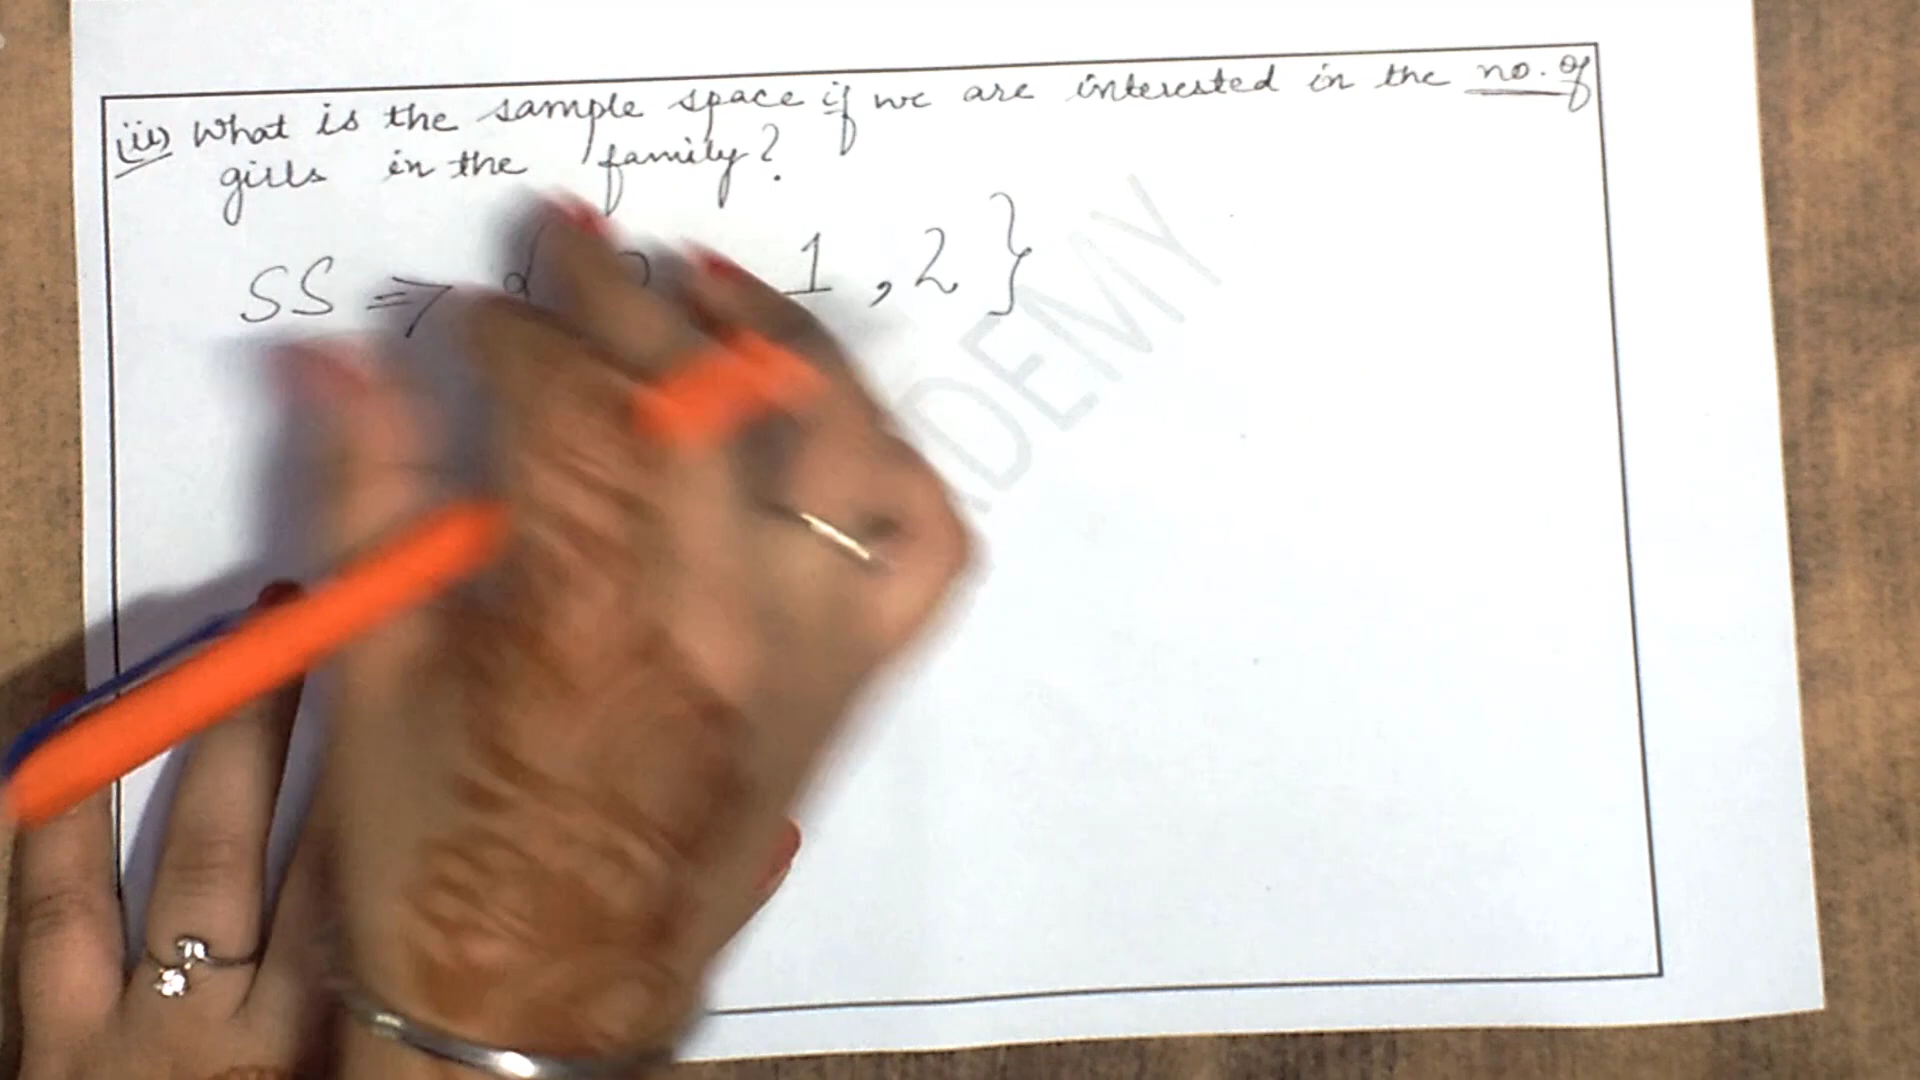 (ii) What is the sample space if we are interested in the no. of
girls in the family?
SS ⇒ { 1 , 2 }
ADEMY